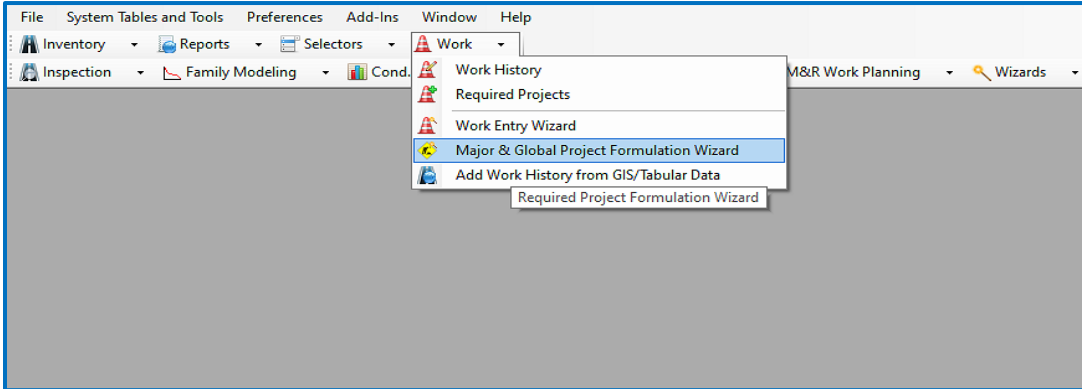 File System Tables and Tools Preferences Add-Ins Window Help
Inventory Reports Selectors Work
Inspection Family Modeling Cond. M&R Work Planning Wizards
Work History
Required Projects
Work Entry Wizard
Major & Global Project Formulation Wizard
Add Work History from GIS/Tabular Data
Required Project Formulation Wizard